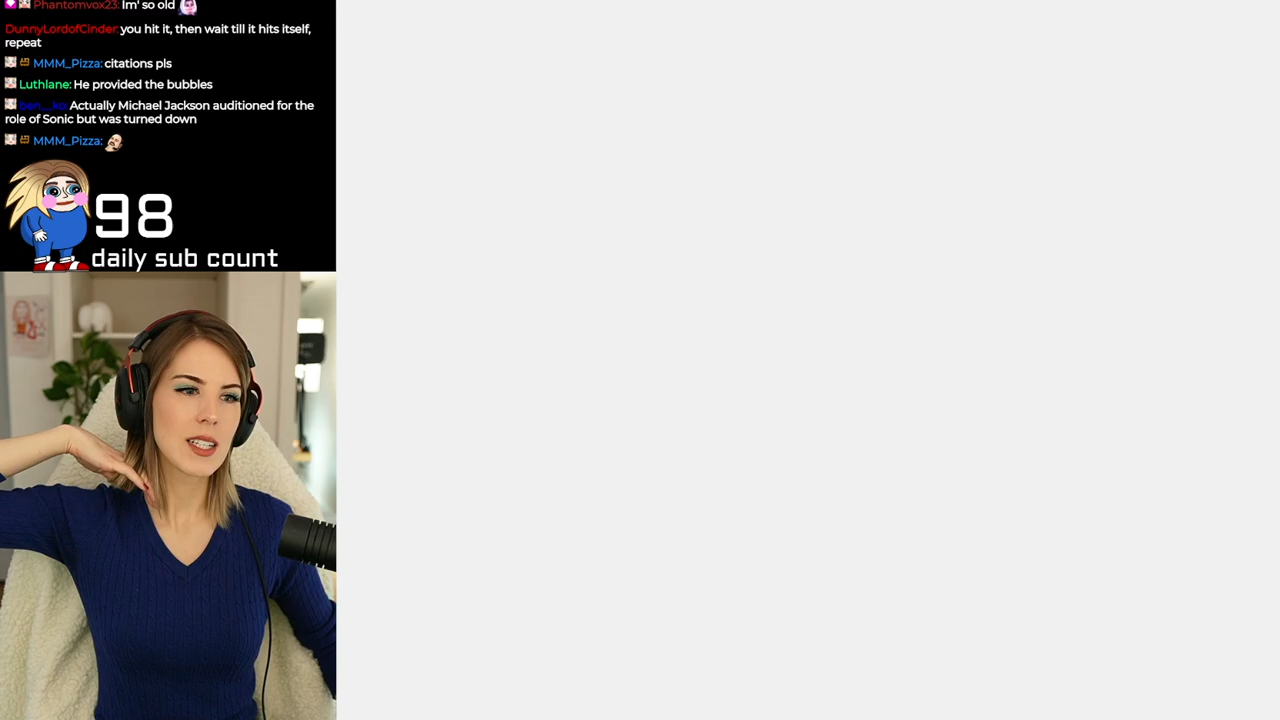 Phantomvox23: Im' so old
DunnyLordofCinder: you hit it, then wait till it hits itself,
repeat
MMM_Pizza: citations pls
Luthlane: He provided the bubbles
ben__ko: Actually Michael Jackson auditioned for the
role of Sonic but was turned down
MMM_Pizza:
98
daily sub count